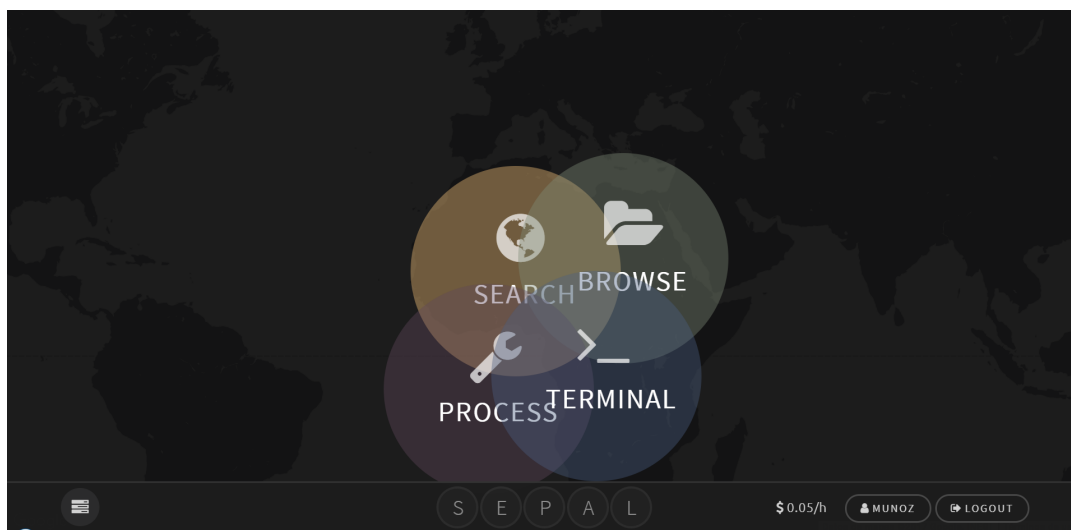 BROWSE
SEARCH
TERMINAL
PROCESS
S E P A L
$ 0.05/h
MUNOZ
LOGOUT